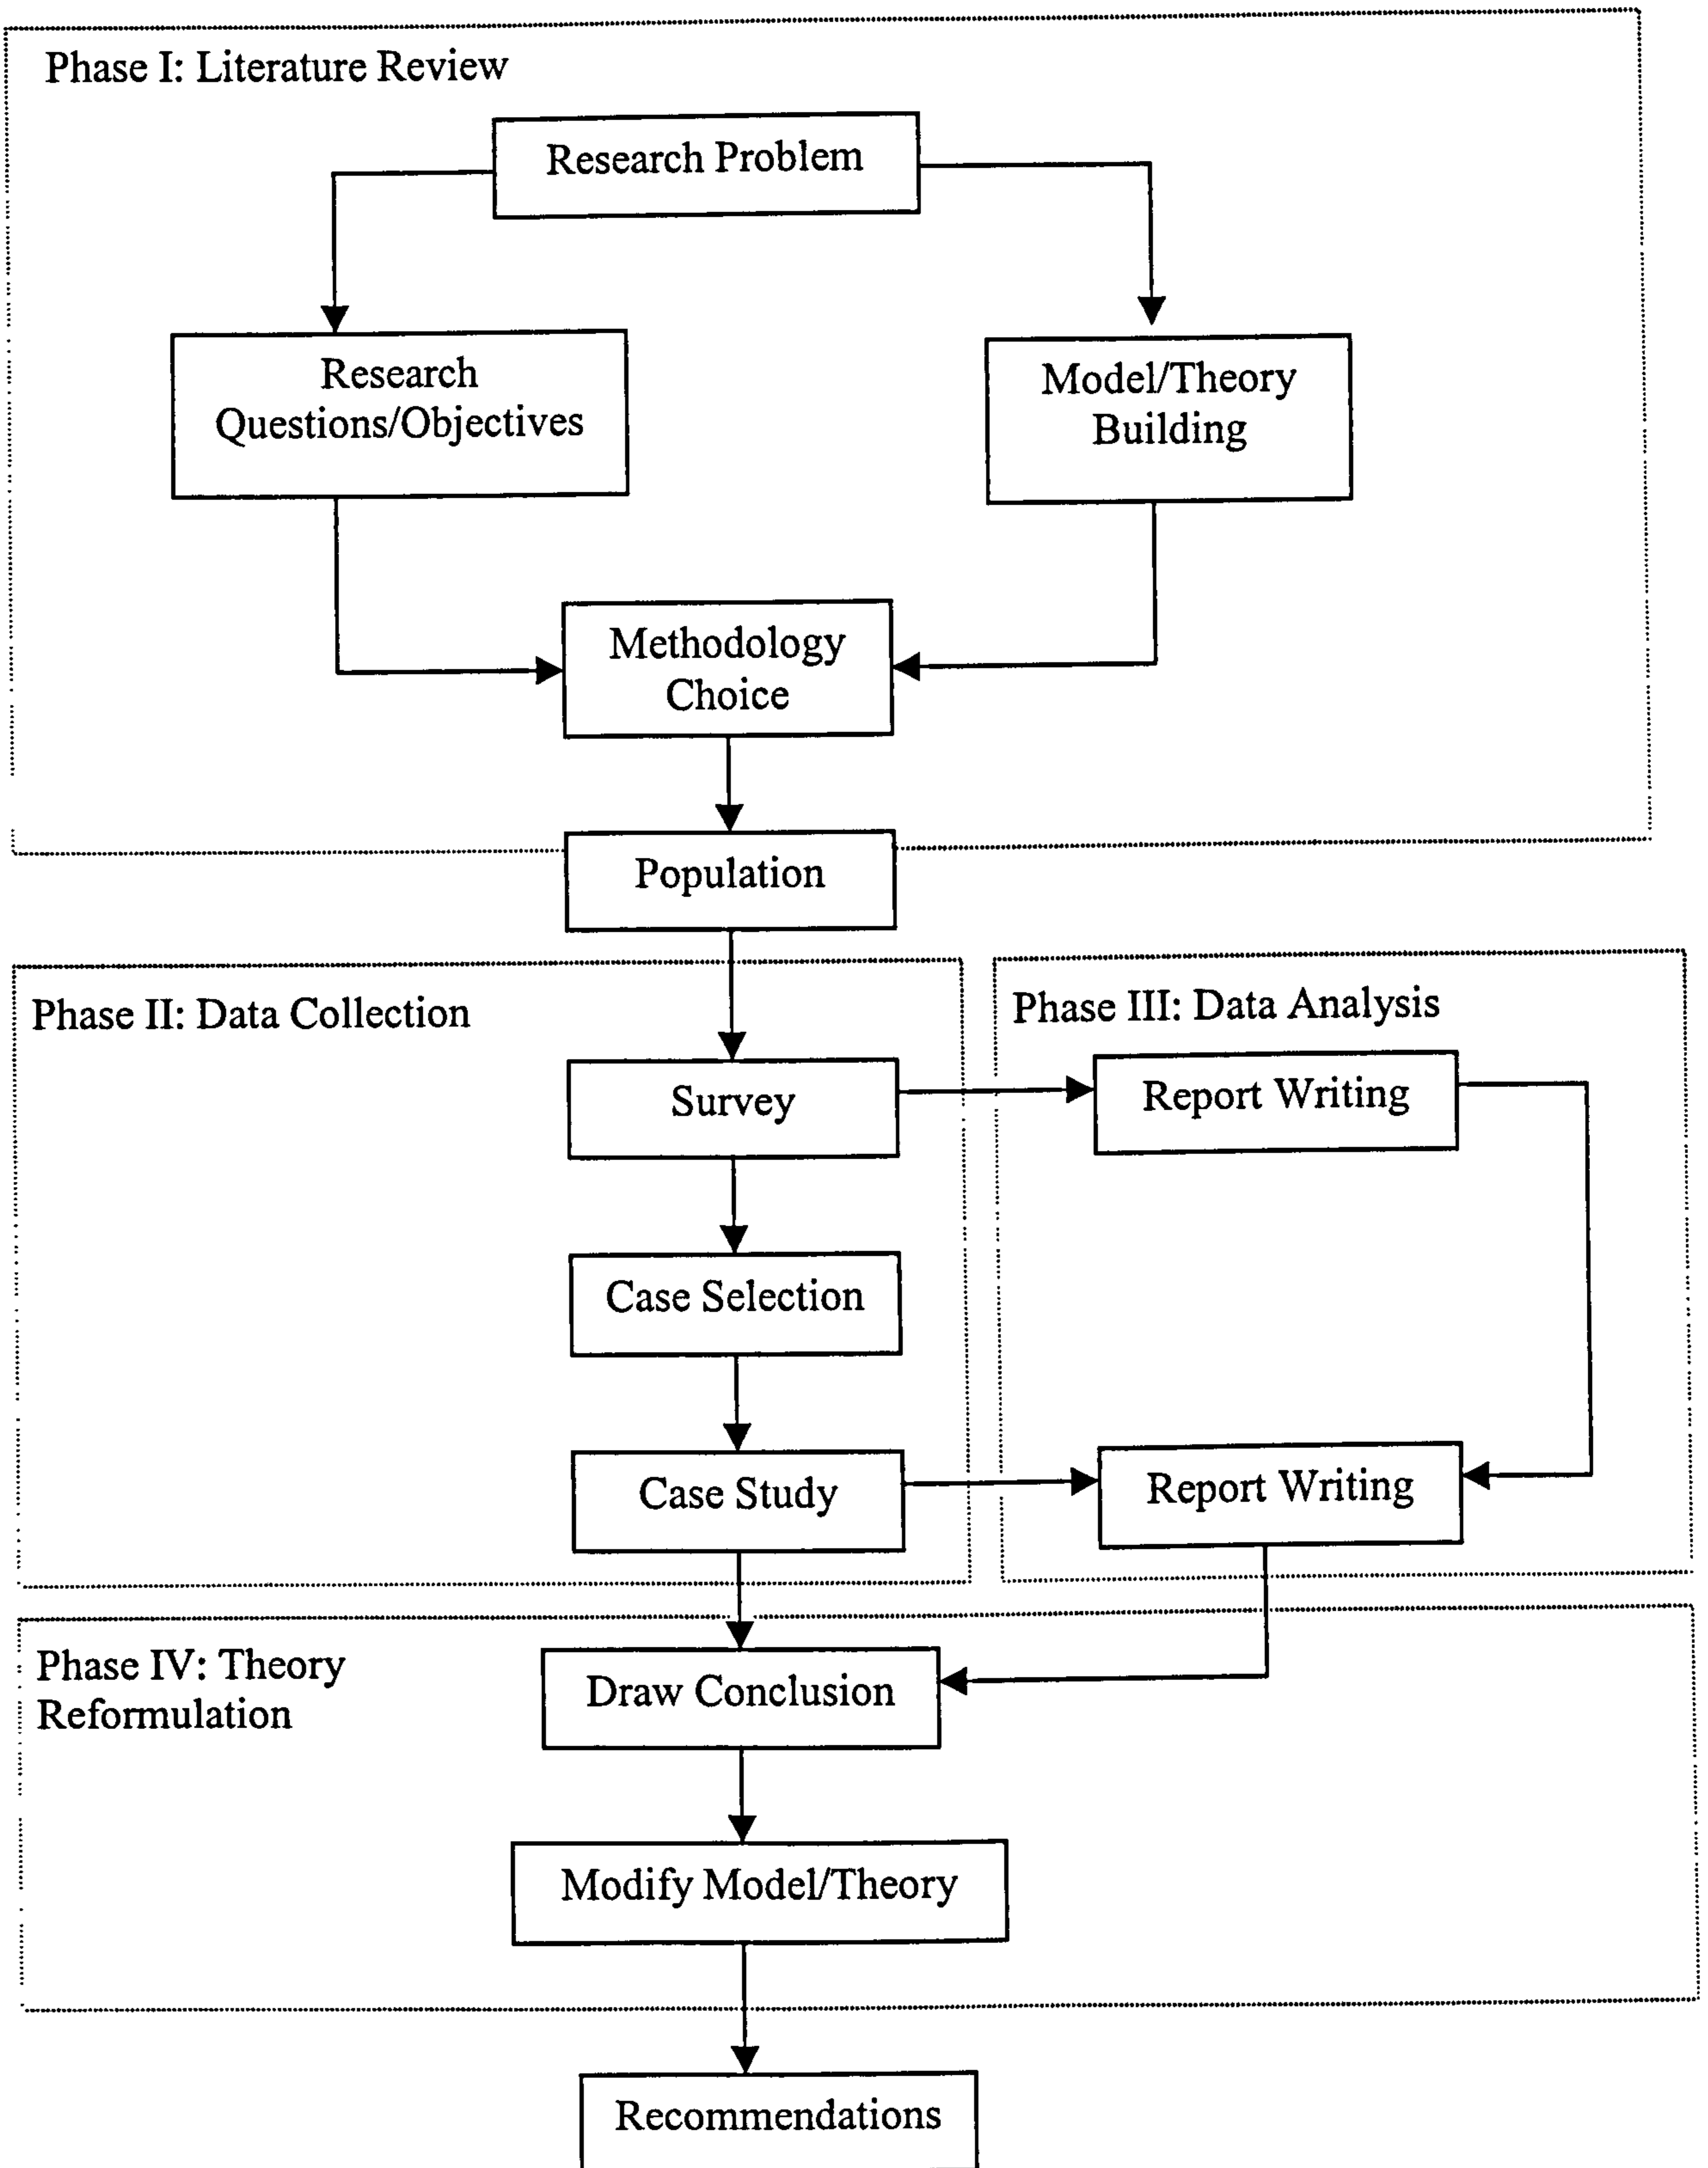 Phase I: Literature Review
Research Problem
Research
Questions/Objectives
Model/Theory
Building
Methodology
Choice
Population
Phase II: Data Collection
Phase III: Data Analysis
Survey
Report Writing
Case Selection
Case Study
Report Writing
Phase IV: Theory
Reformulation
Draw Conclusion
Modify Model/Theory
Recommendations